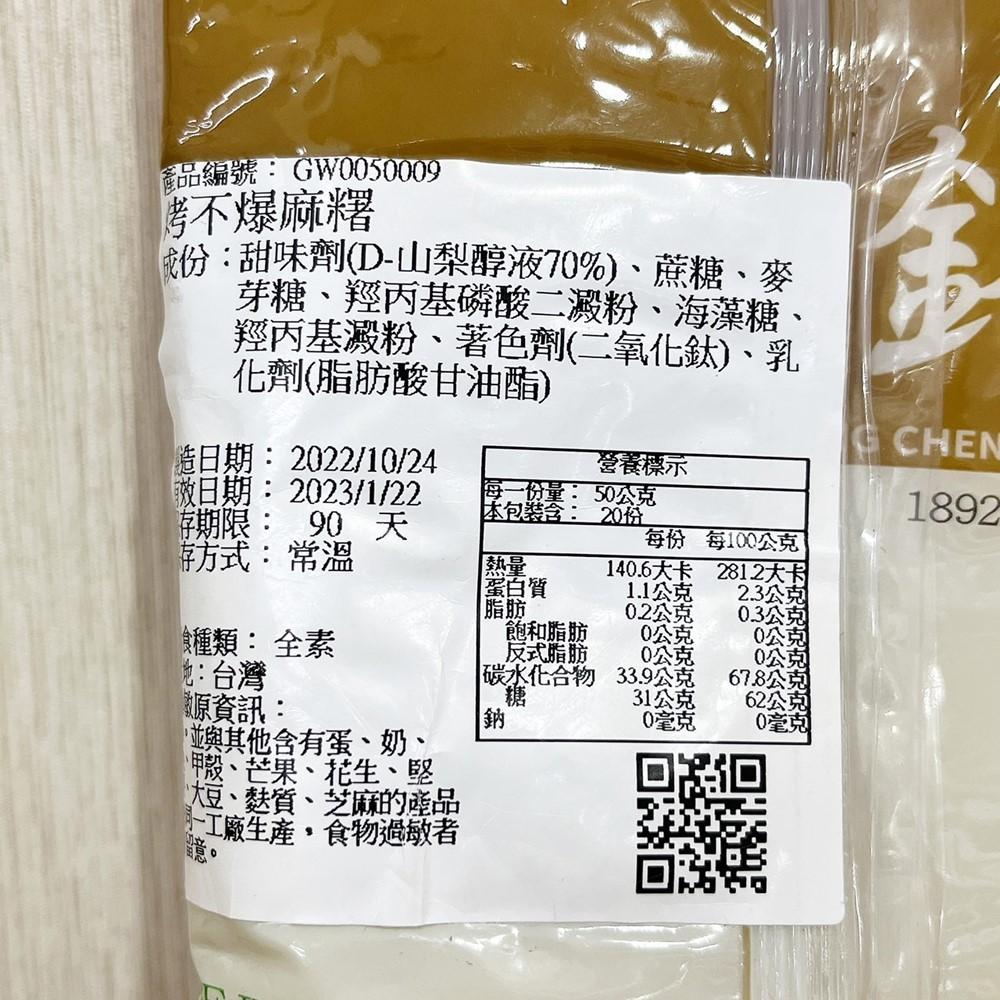 產品編號：GW0050009
烤不爆麻糬
成份：甜味劑(D-山梨醇液70%)、蔗糖、麥
芽糖、羥丙基磷酸二澱粉、海藻糖、
羥丙基澱粉、著色劑(二氧化鈦)、乳
化劑(脂肪酸甘油酯)
製造日期：2022/10/24
有效日期：2023/1/22
保存期限：90 天
保存方式：常溫
營養標示
每一份量：50公克
本包裝含：20份
每份 每100公克
熱量 140.6大卡 281.2大卡
蛋白質 1.1公克 2.3公克
脂肪 0.2公克 0.3公克
飽和脂肪 0公克 0公克
反式脂肪 0公克 0公克
碳水化合物 33.9公克 67.8公克
糖 31公克 62公克
鈉 0毫克 0毫克
食種類：全素
地：台灣
敏原資訊：
並與其他含有蛋、奶、
、甲殼、芒果、花生、堅
、大豆、麩質、芝麻的產品
同一工廠生產，食物過敏者
留意。
G CHEN
1892